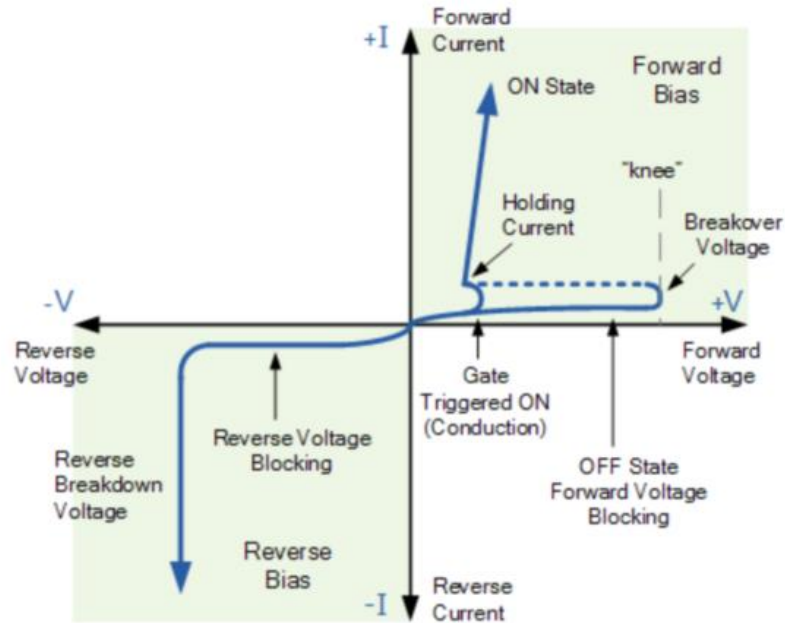 +I
Forward
Current
ON State
Forward
Bias
"knee"
Holding
Current
Breakover
Voltage
-V
+V
Reverse
Voltage
Forward
Voltage
Gate
Triggered ON
(Conduction)
Reverse Voltage
Blocking
Reverse
Breakdown
Voltage
OFF State
Forward Voltage
Blocking
Reverse
Bias
-I
Reverse
Current